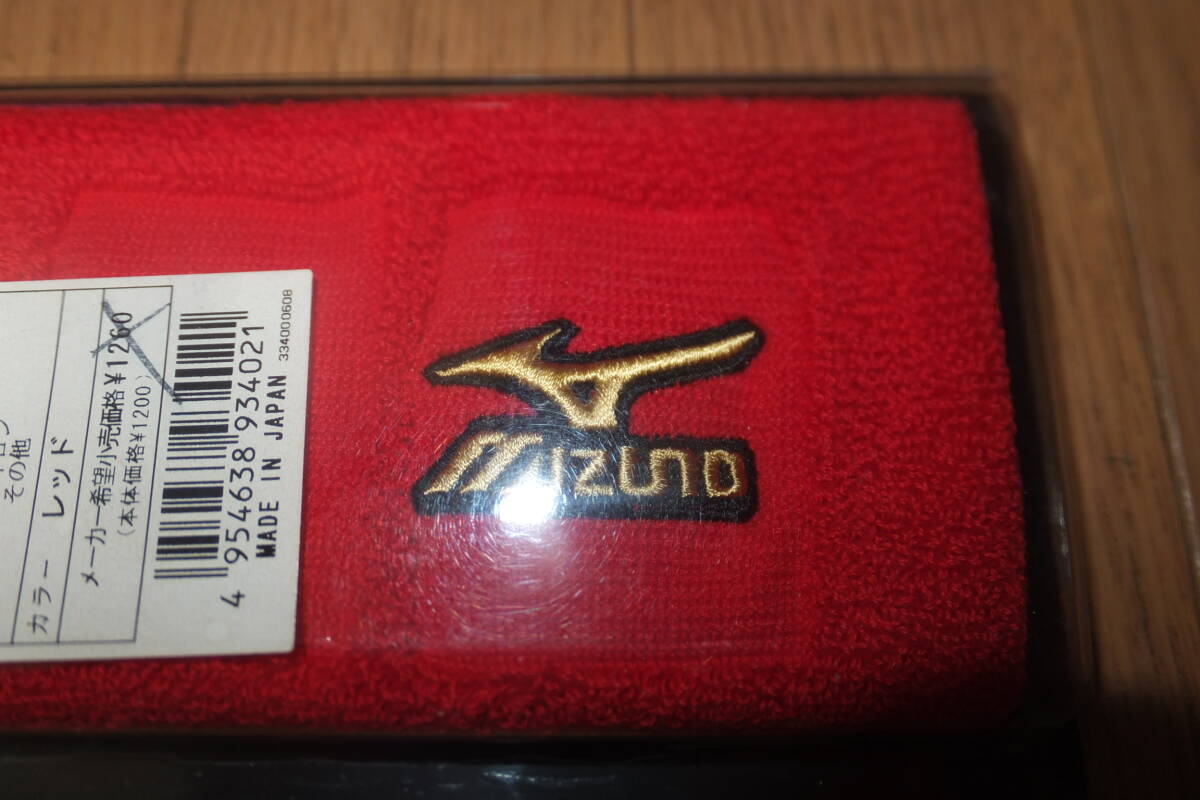 その他
カラー レッド
メーカー希望小売価格¥1260
(本体価格¥1200)
4 954638 934021
MADE IN JAPAN
334000608
MIZUNO